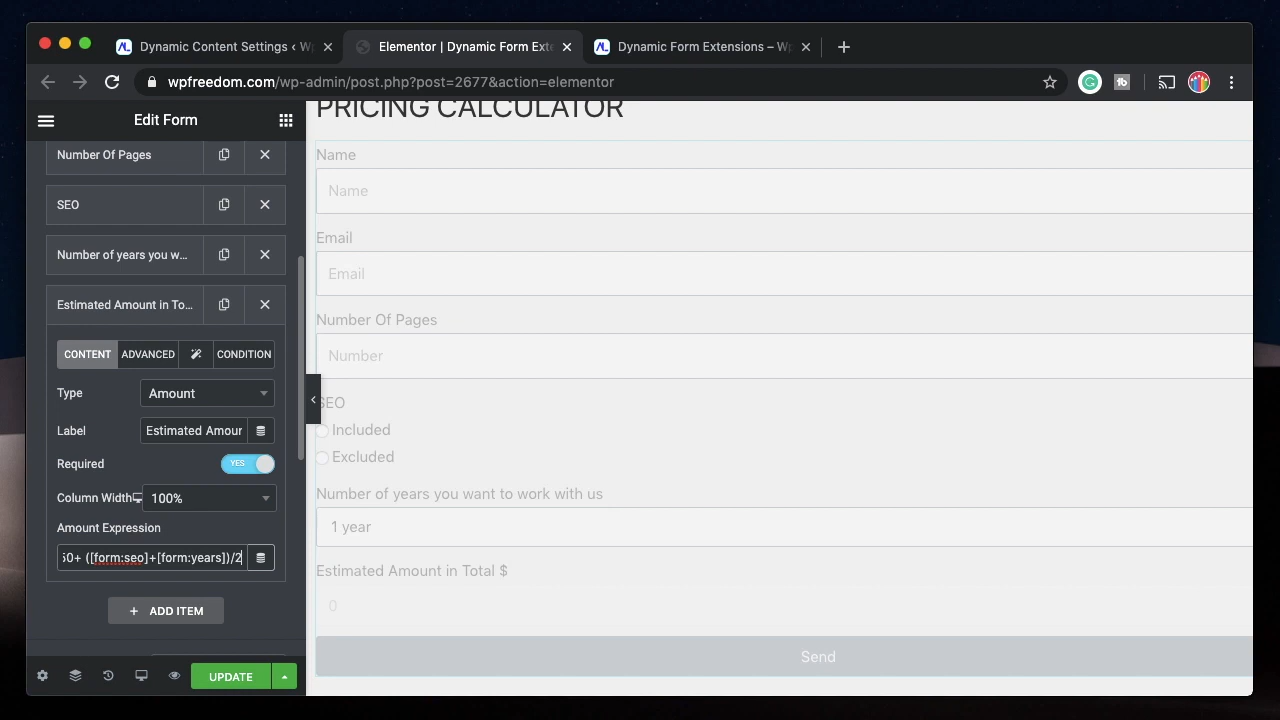 Dynamic Content Settings ‹ Wp
Elementor | Dynamic Form Exte
Dynamic Form Extensions – Wp
wpfreedom.com/wp-admin/post.php?post=2677&action=elementor
Edit Form
Number Of Pages
SEO
Number of years you w...
Estimated Amount in To...
CONTENT
ADVANCED
CONDITION
Type
Amount
Label
Estimated Amour
Required
YES
Column Width
100%
Amount Expression
50+ ([form:seo]+[form:years])/2
+ ADD ITEM
UPDATE
PRICING CALCULATOR
Name
Name
Email
Email
Number Of Pages
Number
SEO
Included
Excluded
Number of years you want to work with us
1 year
Estimated Amount in Total $
0
Send